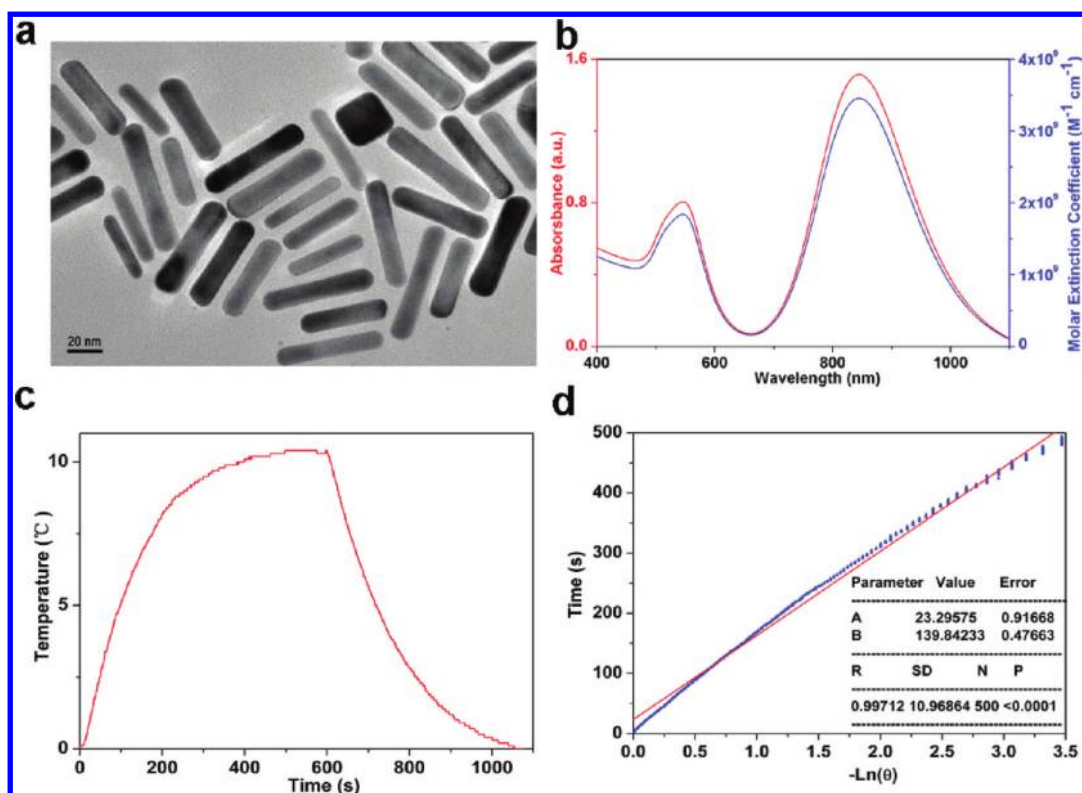 a
20 nm
b
1.6
0.8
0.0
Absorsbance (a.u.)
400
600
800
1000
Wavelength (nm)
4x10⁹
3x10⁹
2x10⁹
1x10⁹
0
Molar Extinction Coefficient (M⁻¹ cm⁻¹)
c
10
5
0
Temperature (℃)
0
200
400
600
800
1000
Time (s)
d
500
400
300
200
100
0
Time (s)
Parameter Value Error
A 23.29575 0.91668
B 139.84233 0.47663
R SD N P
0.99712 10.96864 500 <0.0001
0.0
0.5
1.0
1.5
2.0
2.5
3.0
3.5
-Ln(θ)